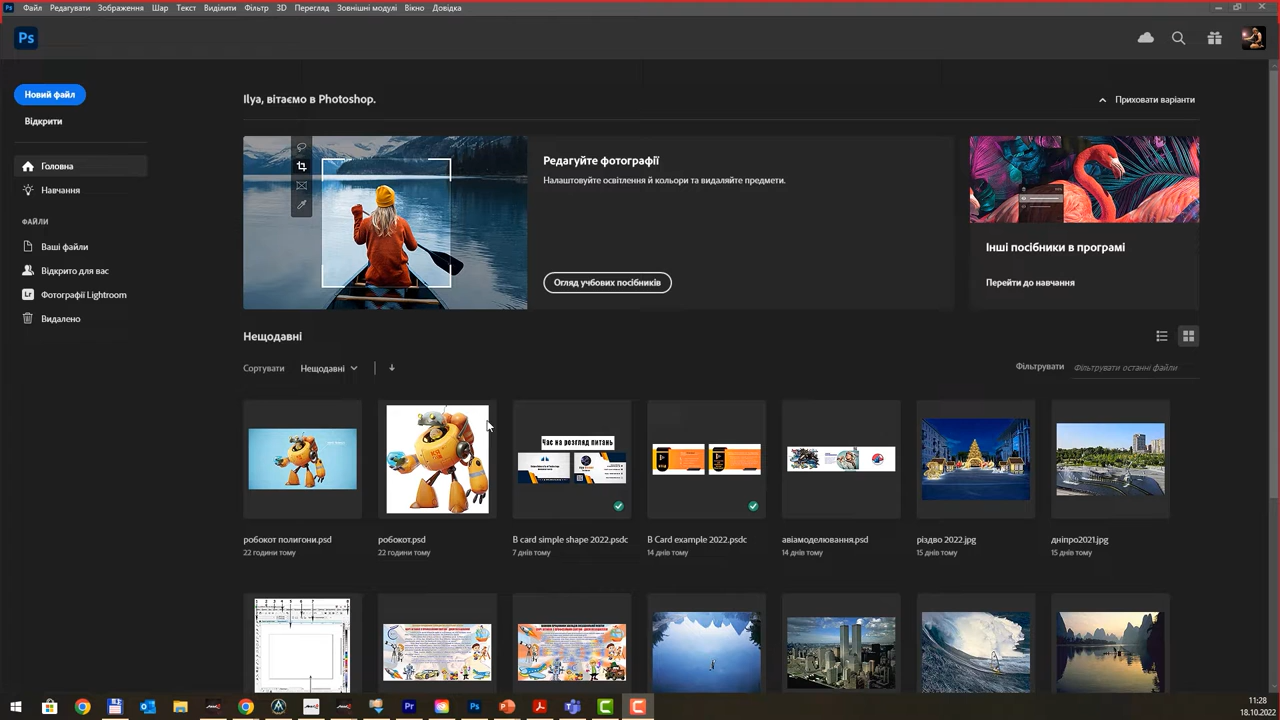 Файл Редагувати Зображення Шар Текст Виділити Фільтр 3D Перегляд Зовнішні модулі Вікно Довідка
Ps
Новий файл
Відкрити
Головна
Навчання
ФАЙЛИ
Ваші файли
Відкрито для вас
Lr Фотографії Lightroom
Видалено
Ilya, вітаємо в Photoshop.
Приховати варіанти
Редагуйте фотографії
Налаштовуйте освітлення й кольори та видаляйте предмети.
Огляд учбових посібників
Інші посібники в програмі
Перейти до навчання
Нещодавні
Сортувати Нещодавні
Фільтрувати Фільтрувати останні файли
Час на розгляд питань
робокот полигони.psd
22 години тому
робокот.psd
22 години тому
B card simple shape 2022.psdc
7 днів тому
B Card example 2022.psdc
14 днів тому
авіамоделювання.psd
14 днів тому
різдво 2022.jpg
15 днів тому
дніпро2021.jpg
15 днів тому
11:28
18.10.2022